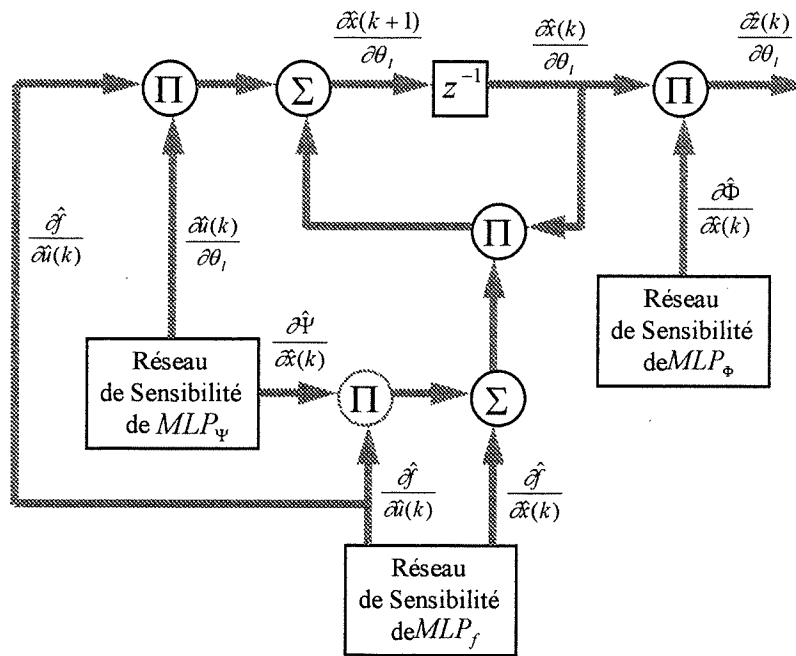 ∂x̂(k+1)/∂θ_l
∂x̂(k)/∂θ_l
∂ẑ(k)/∂θ_l
Π
Σ
z⁻¹
Π
∂f̂/∂û(k)
∂û(k)/∂θ_l
Π
∂Φ̂/∂x̂(k)
Réseau
de Sensibilité
de MLP_Ψ
∂Ψ̂/∂x̂(k)
Réseau
de Sensibilité
deMLP_Φ
Π
Σ
∂f̂/∂û(k)
∂f̂/∂x̂(k)
Réseau
de Sensibilité
deMLP_f